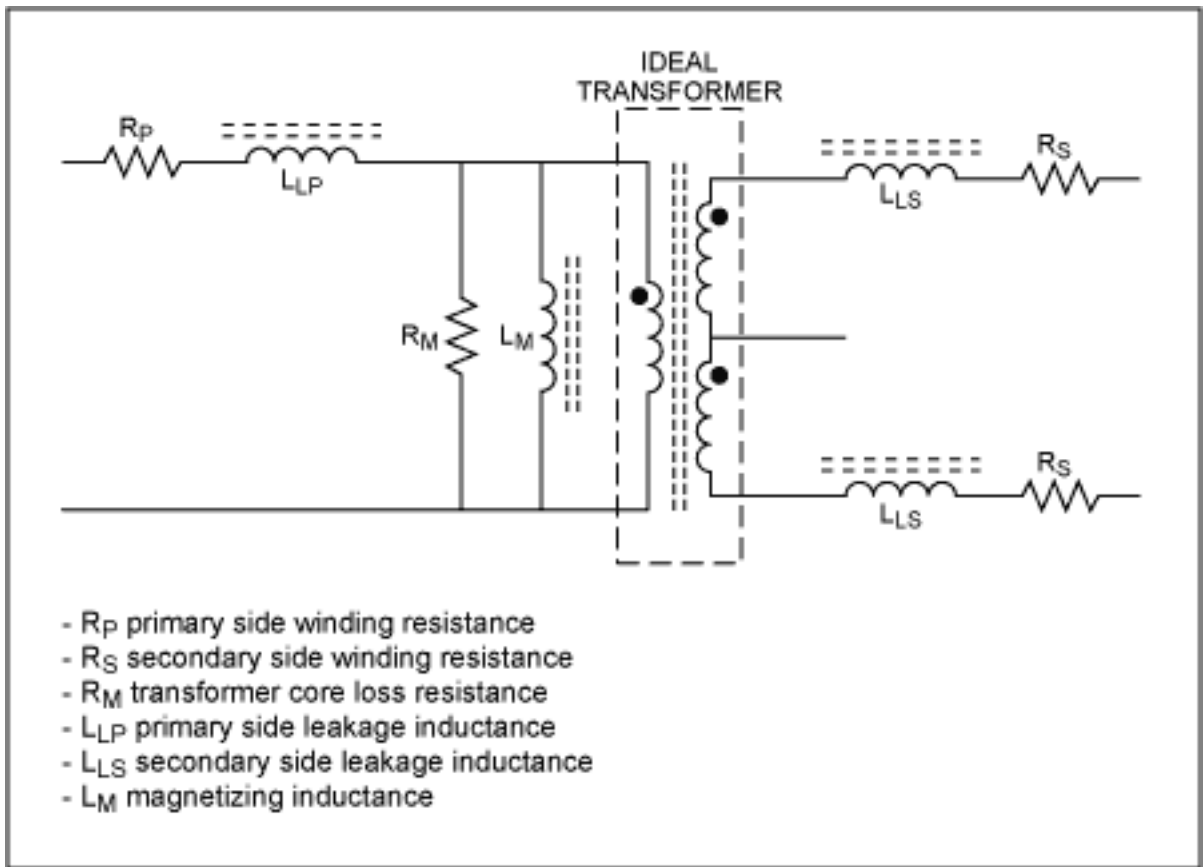 IDEAL
TRANSFORMER
RP
LLP
RS
LLS
RM
LM
RS
LLS
- RP primary side winding resistance
- RS secondary side winding resistance
- RM transformer core loss resistance
- LLP primary side leakage inductance
- LLS secondary side leakage inductance
- LM magnetizing inductance